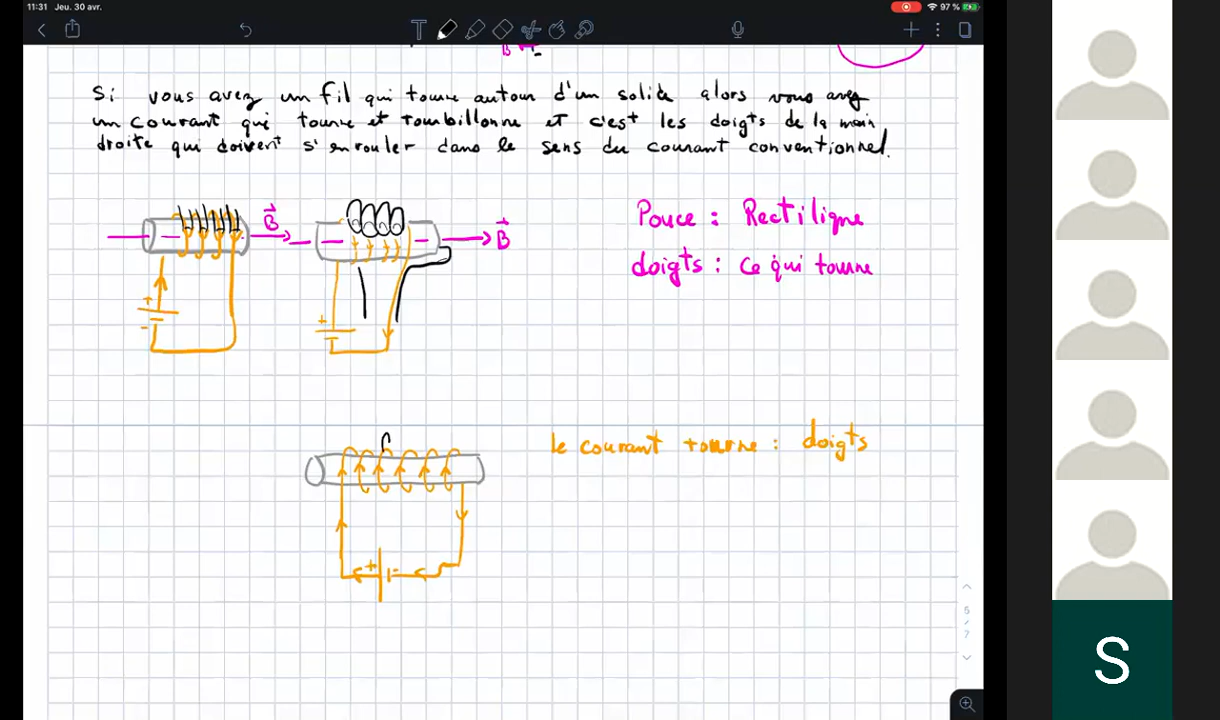 11:31 Jeu. 30 avr.
97 %
T
B
Si vous avez un fil qui tourne autour d'un solide alors vous avez
un courant qui tourne et tourbillonne et c'est les doigts de la main
droite qui doivent s'enrouler dans le sens du courant conventionnel.
B
B
Pouce : Rectiligne
doigts : ce qui tourne
+
-
+
le courant tourne : doigts
+
-
5
/
7
S